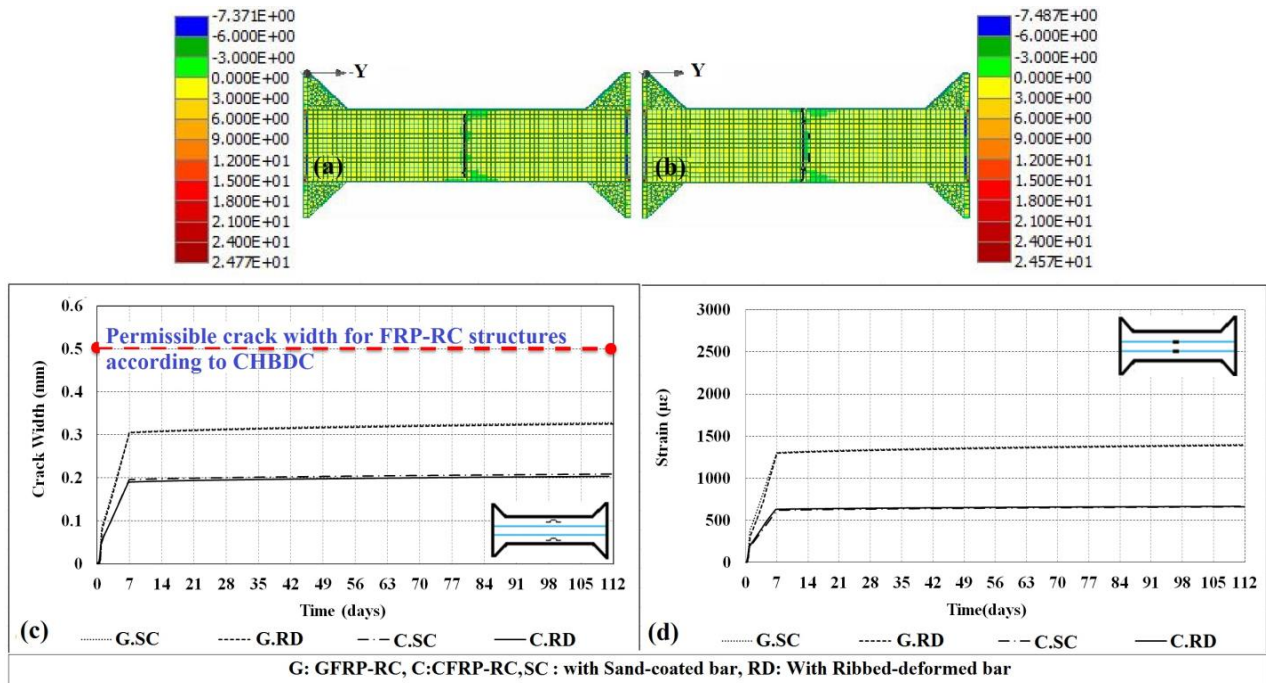 -7.371E+00
-6.000E+00
-3.000E+00
0.000E+00
3.000E+00
6.000E+00
9.000E+00
1.200E+01
1.500E+01
1.800E+01
2.100E+01
2.400E+01
2.477E+01
Y
(a)
Y
(b)
-7.487E+00
-6.000E+00
-3.000E+00
0.000E+00
3.000E+00
6.000E+00
9.000E+00
1.200E+01
1.500E+01
1.800E+01
2.100E+01
2.400E+01
2.457E+01
Crack Width (mm)
0.6
0.5
0.4
0.3
0.2
0.1
0
Permissible crack width for FRP-RC structures
according to CHBDC
0 7 14 21 28 35 42 49 56 63 70 77 84 91 98 105 112
Time (days)
(c)
G.SC G.RD C.SC C.RD
Strain (με)
3000
2500
2000
1500
1000
500
0
0 7 14 21 28 35 42 49 56 63 70 77 84 91 98 105 112
Time(days)
(d)
G.SC G.RD C.SC C.RD
G: GFRP-RC, C:CFRP-RC,SC : with Sand-coated bar, RD: With Ribbed-deformed bar